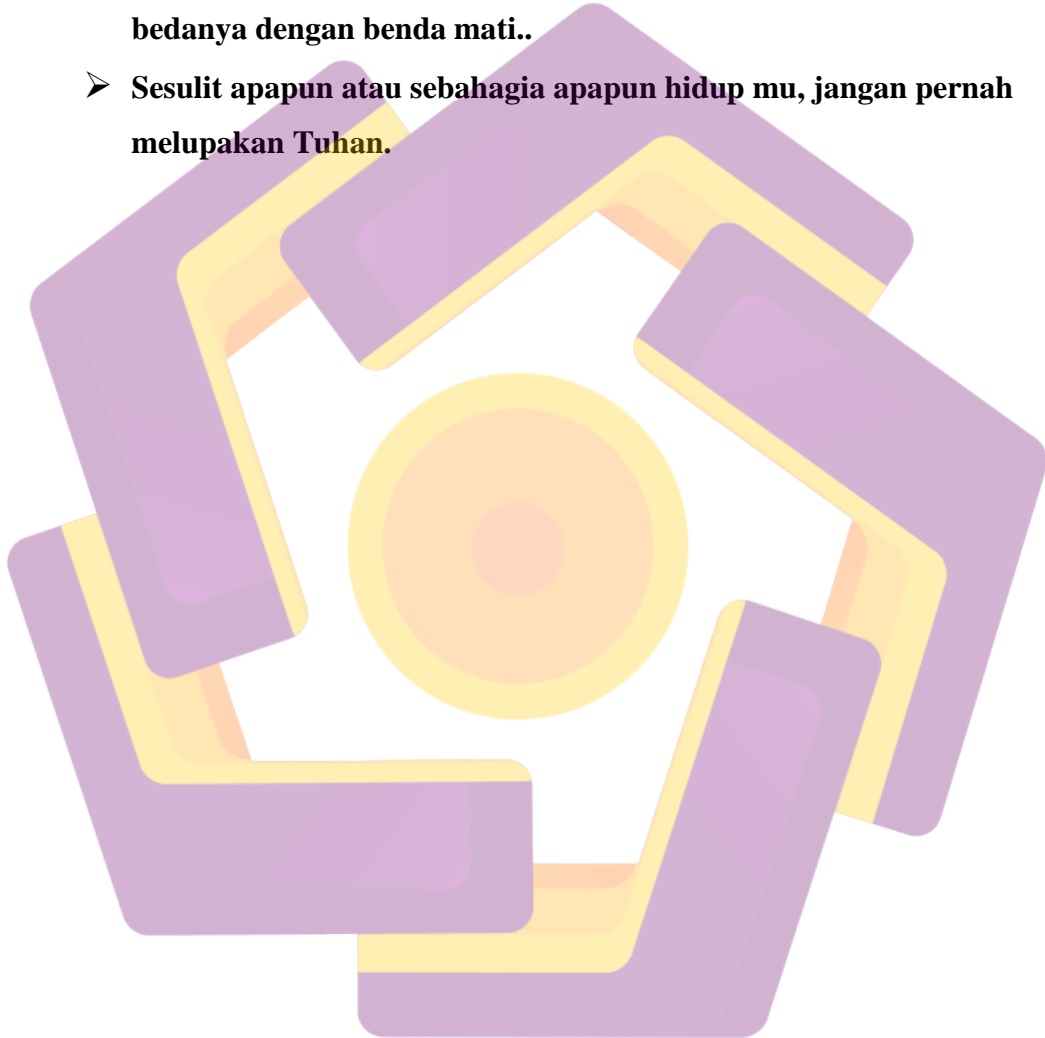 bedanya dengan benda mati..
➢ Sesulit apapun atau sebahagia apapun hidup mu, jangan pernah
melupakan Tuhan.